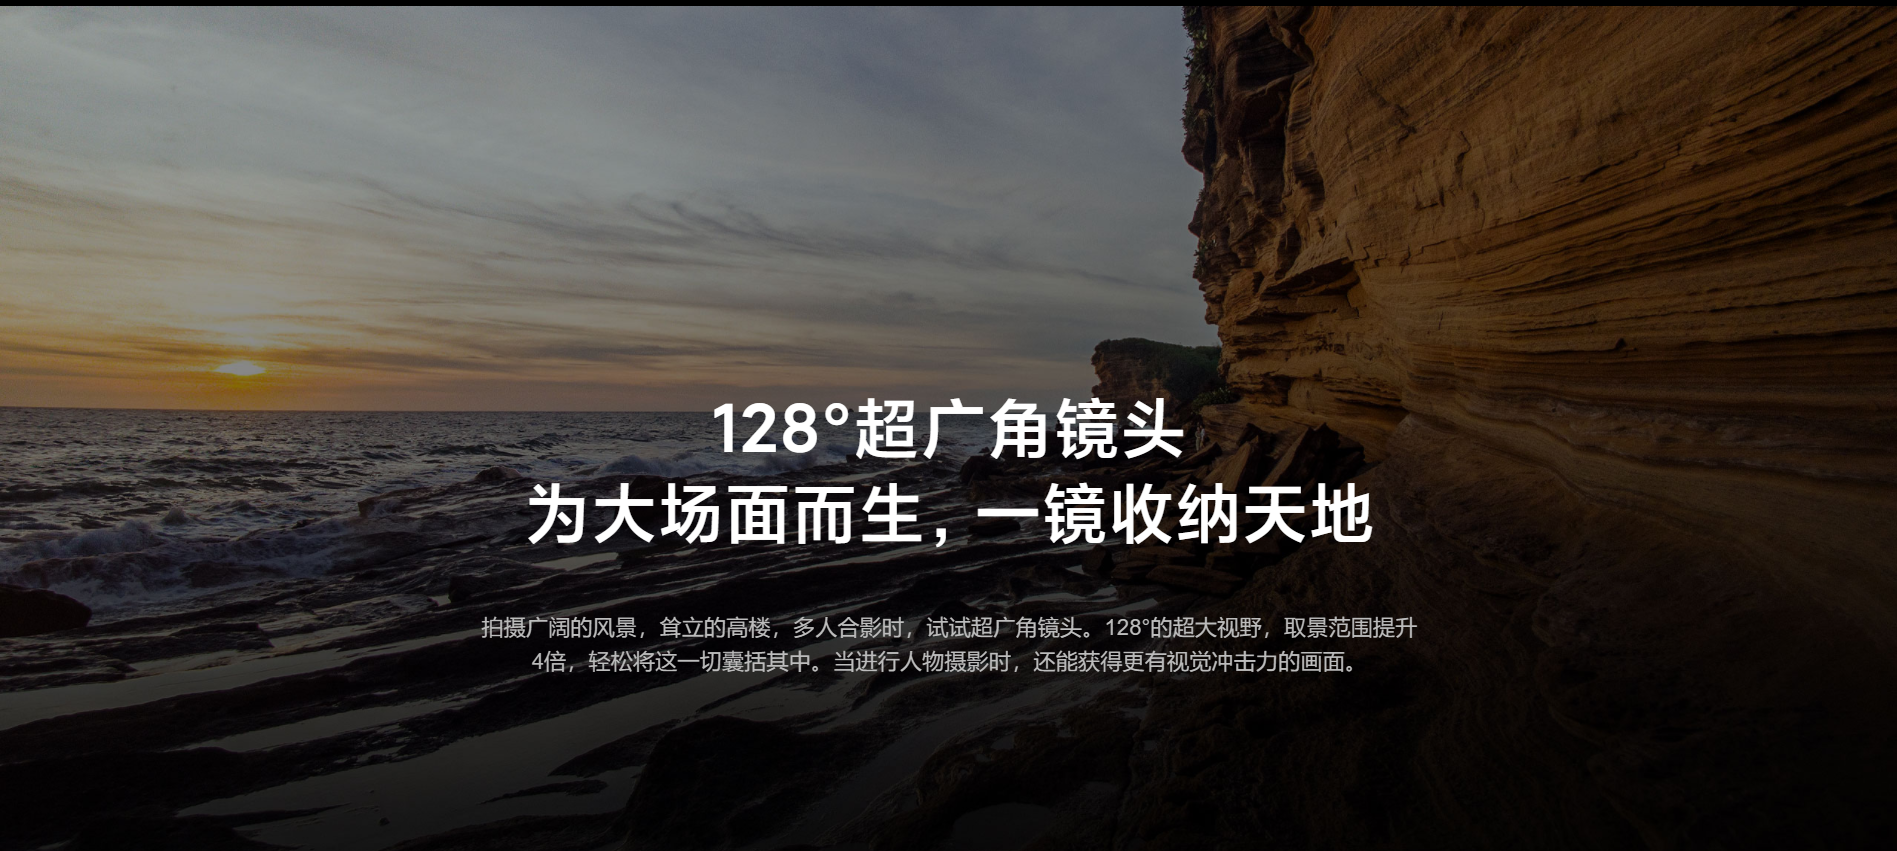 128°超广角镜头
为大场面而生，一镜收纳天地
拍摄广阔的风景，耸立的高楼，多人合影时，试试超广角镜头。128°的超大视野，取景范围提升
4倍，轻松将这一切囊括其中。当进行人物摄影时，还能获得更有视觉冲击力的画面。